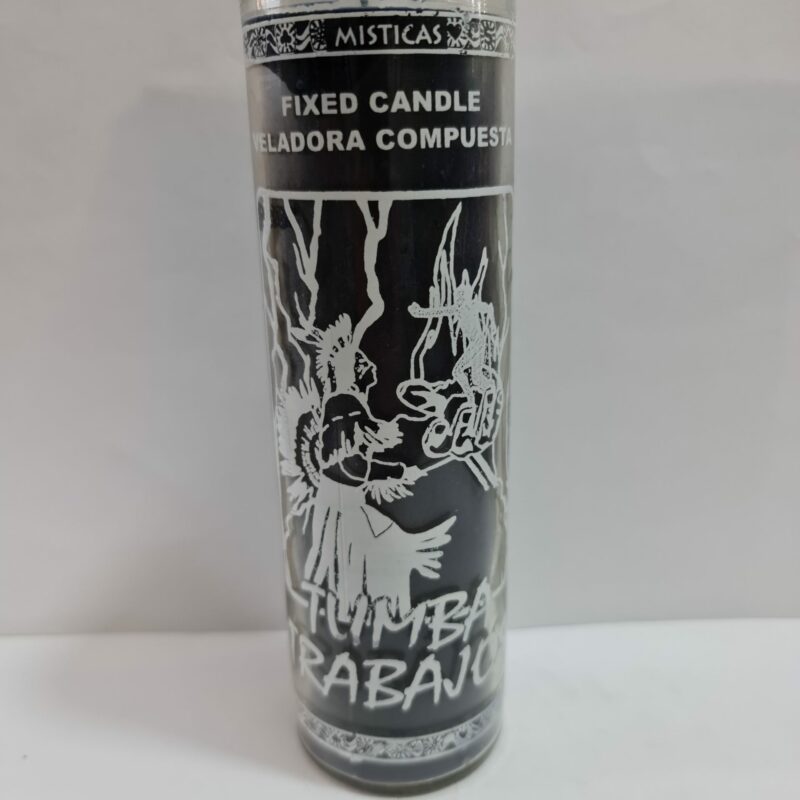 MISTICAS
FIXED CANDLE
VELADORA COMPUESTA
TUMBA
TRABAJOS